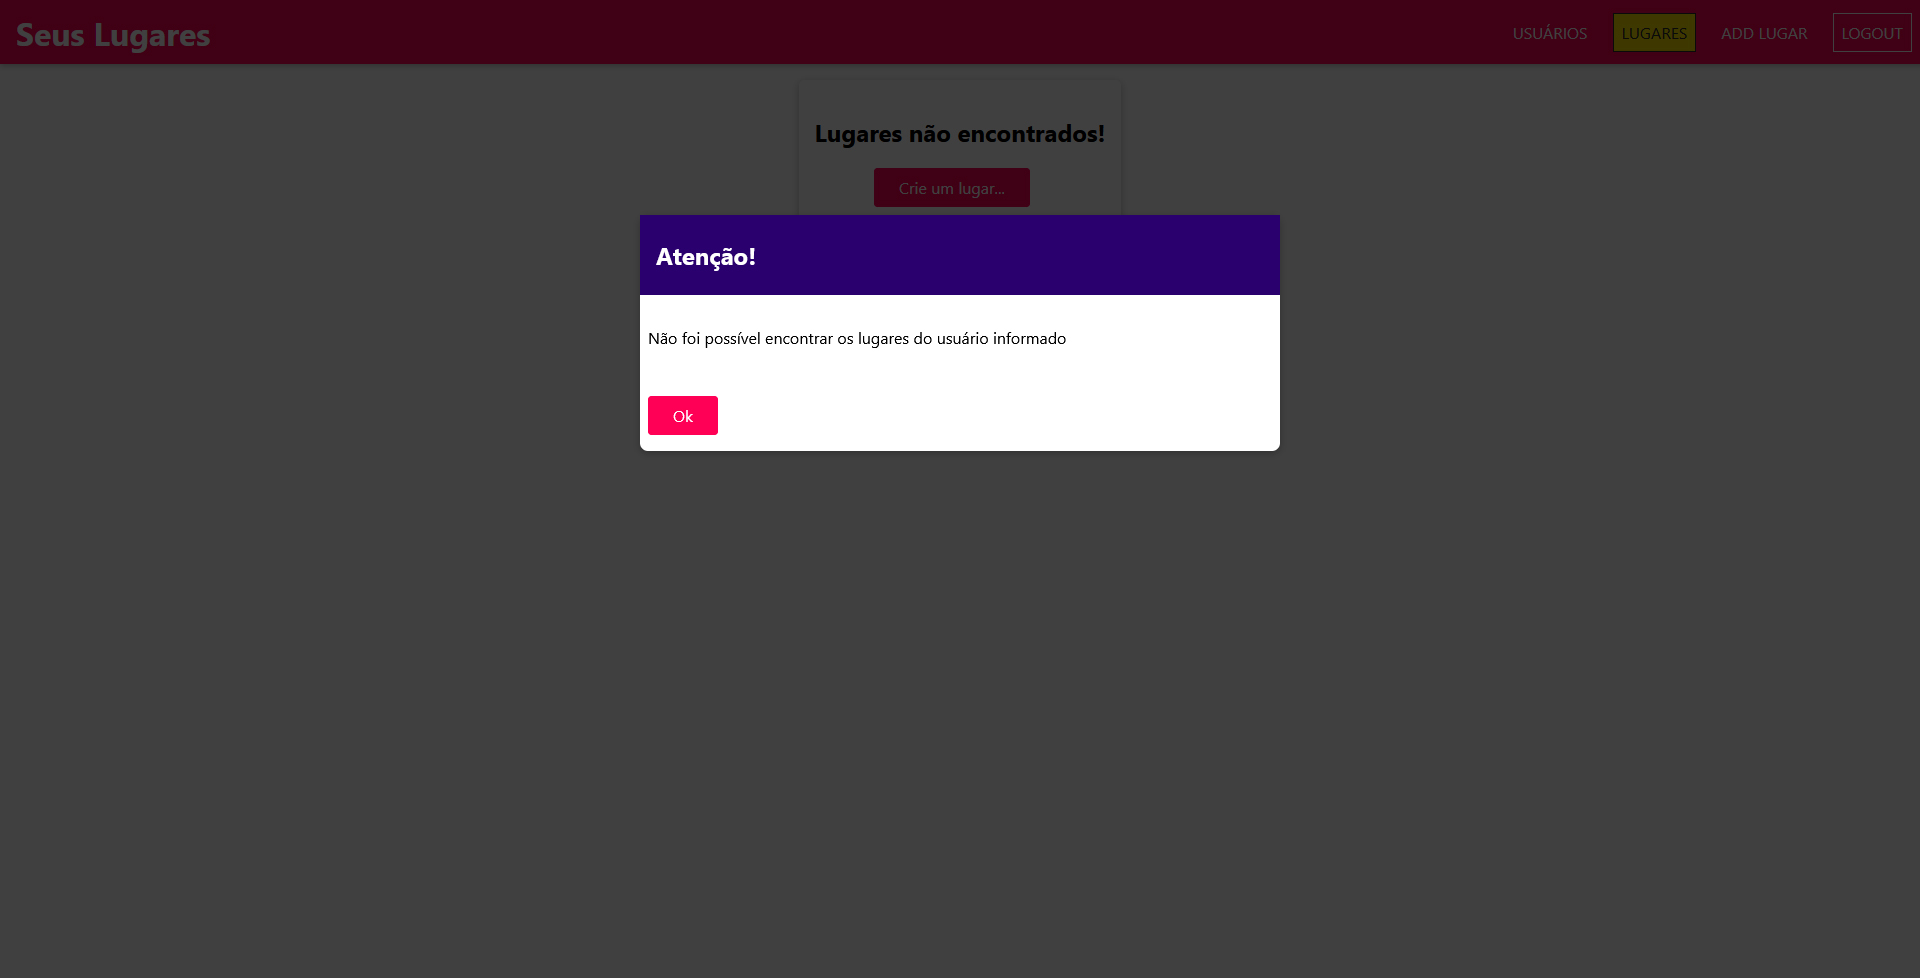 Seus Lugares
USUÁRIOS LUGARES ADD LUGAR LOGOUT
Lugares não encontrados!
Crie um lugar...
Atenção!
Não foi possível encontrar os lugares do usuário informado
Ok